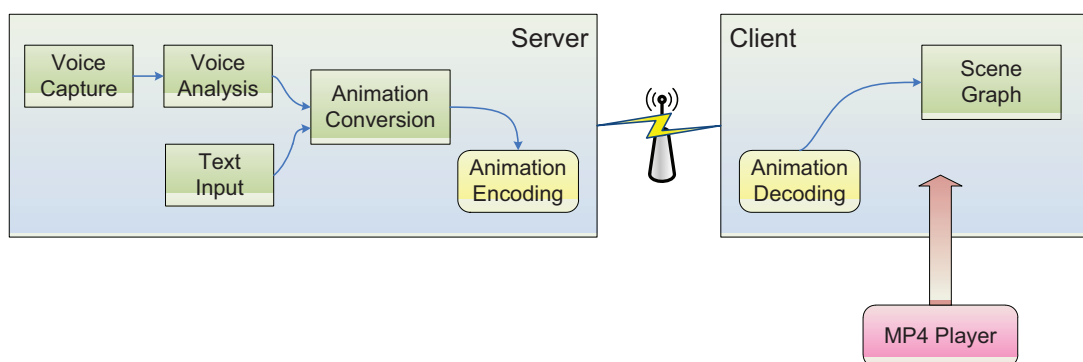 Server
Voice
Capture
Voice
Analysis
Animation
Conversion
Text
Input
Animation
Encoding
Client
Scene
Graph
Animation
Decoding
MP4 Player